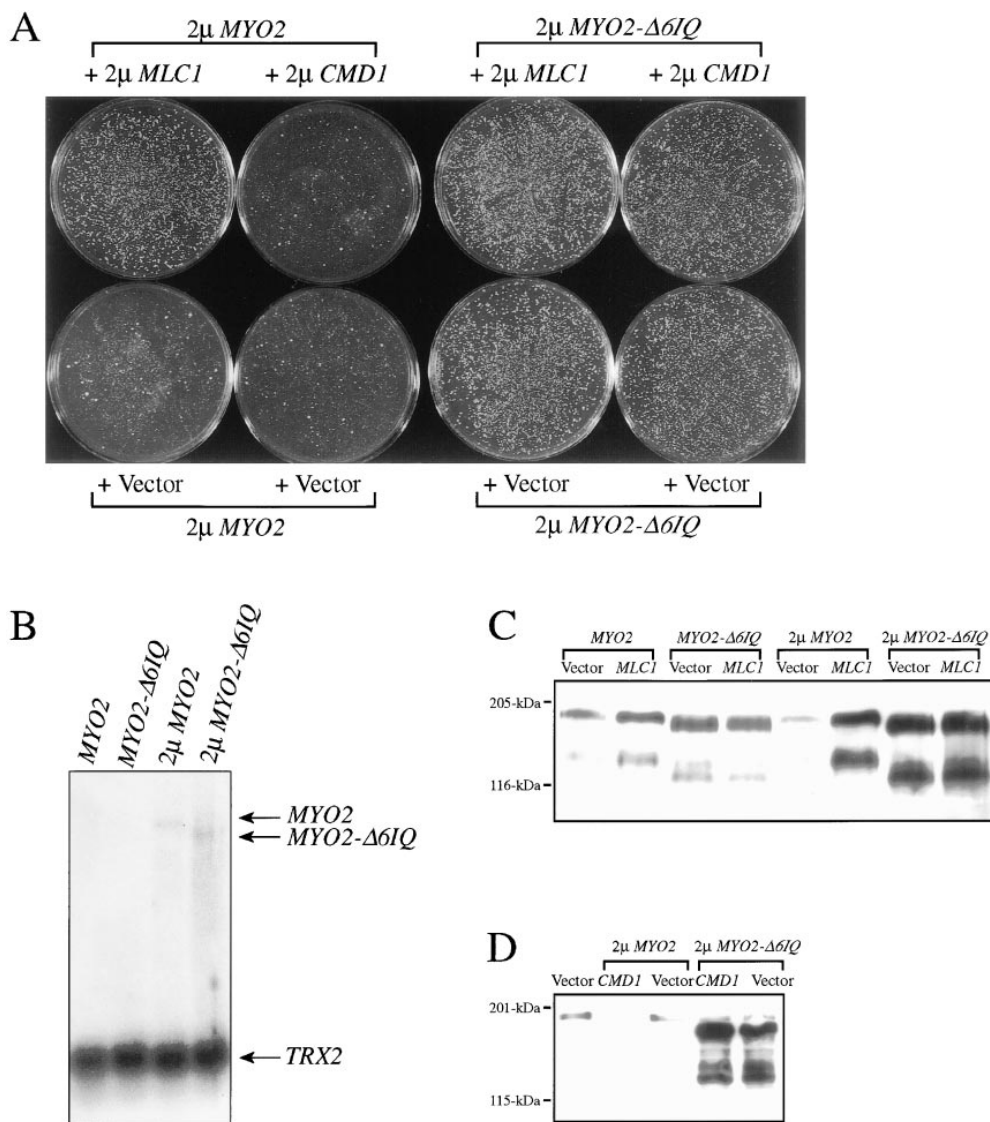 A
2μ MYO2
2μ MYO2-Δ6IQ
+ 2μ MLC1
+ 2μ CMD1
+ 2μ MLC1
+ 2μ CMD1
+ Vector
+ Vector
+ Vector
+ Vector
2μ MYO2
2μ MYO2-Δ6IQ
B
MYO2
MYO2-Δ6IQ
2μ MYO2
2μ MYO2-Δ6IQ
MYO2
MYO2-Δ6IQ
TRX2
C
MYO2
MYO2-Δ6IQ
2μ MYO2
2μ MYO2-Δ6IQ
Vector MLC1 Vector MLC1 Vector MLC1 Vector MLC1
205-kDa
116-kDa
D
2μ MYO2
2μ MYO2-Δ6IQ
Vector CMD1 Vector CMD1 Vector
201-kDa
115-kDa